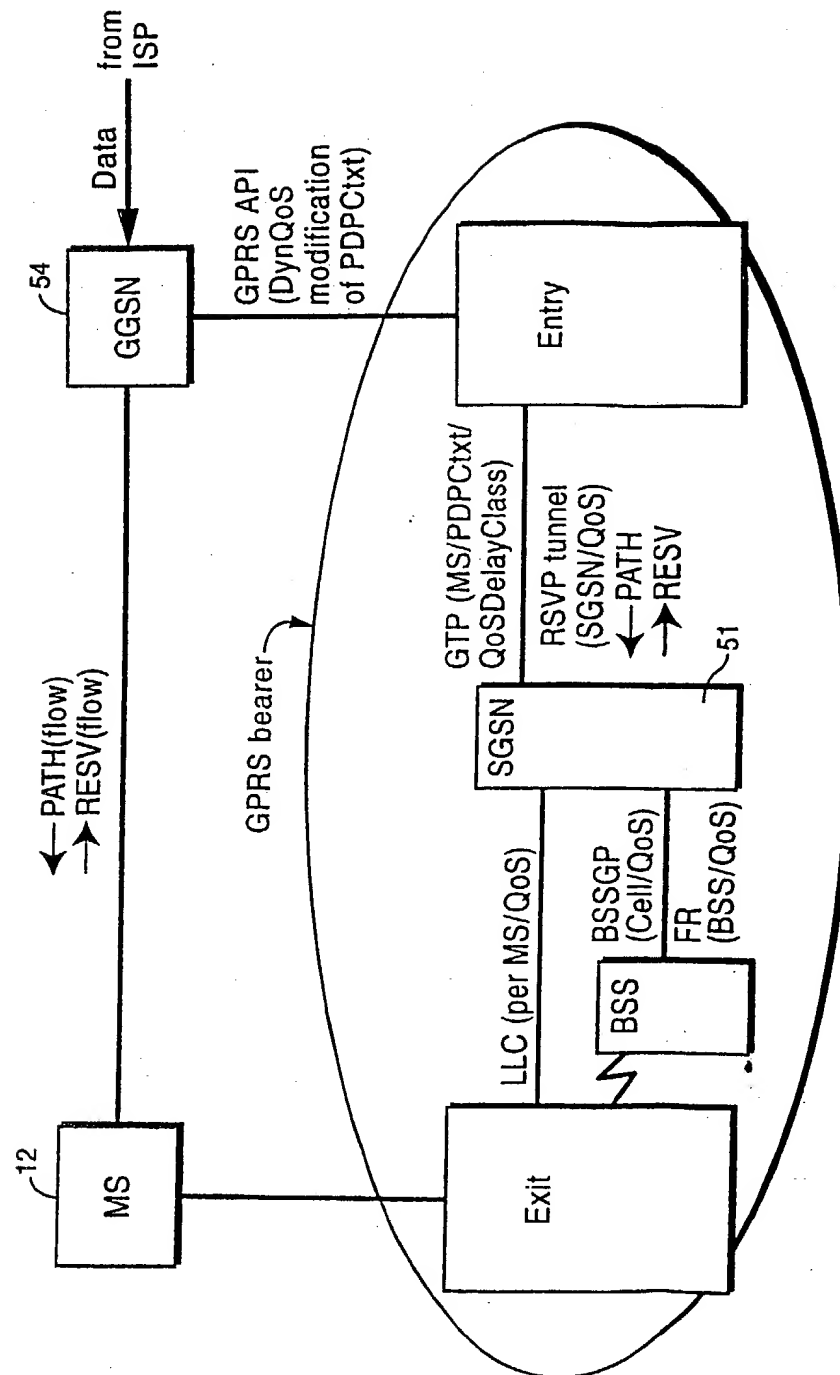 12
MS
←PATH(flow)
→RESV(flow)
54
GGSN
Data
from
ISP
GPRS API
(DynQoS
modification
of PDPCtxt)
GPRS bearer
Exit
LLC (per MS/QoS)
BSS
BSSGP
(Cell/QoS)
FR
(BSS/QoS)
SGSN
51
GTP (MS/PDPCtxt/
QoSDelayClass)
RSVP tunnel
(SGSN/QoS)
←PATH
→RESV
Entry